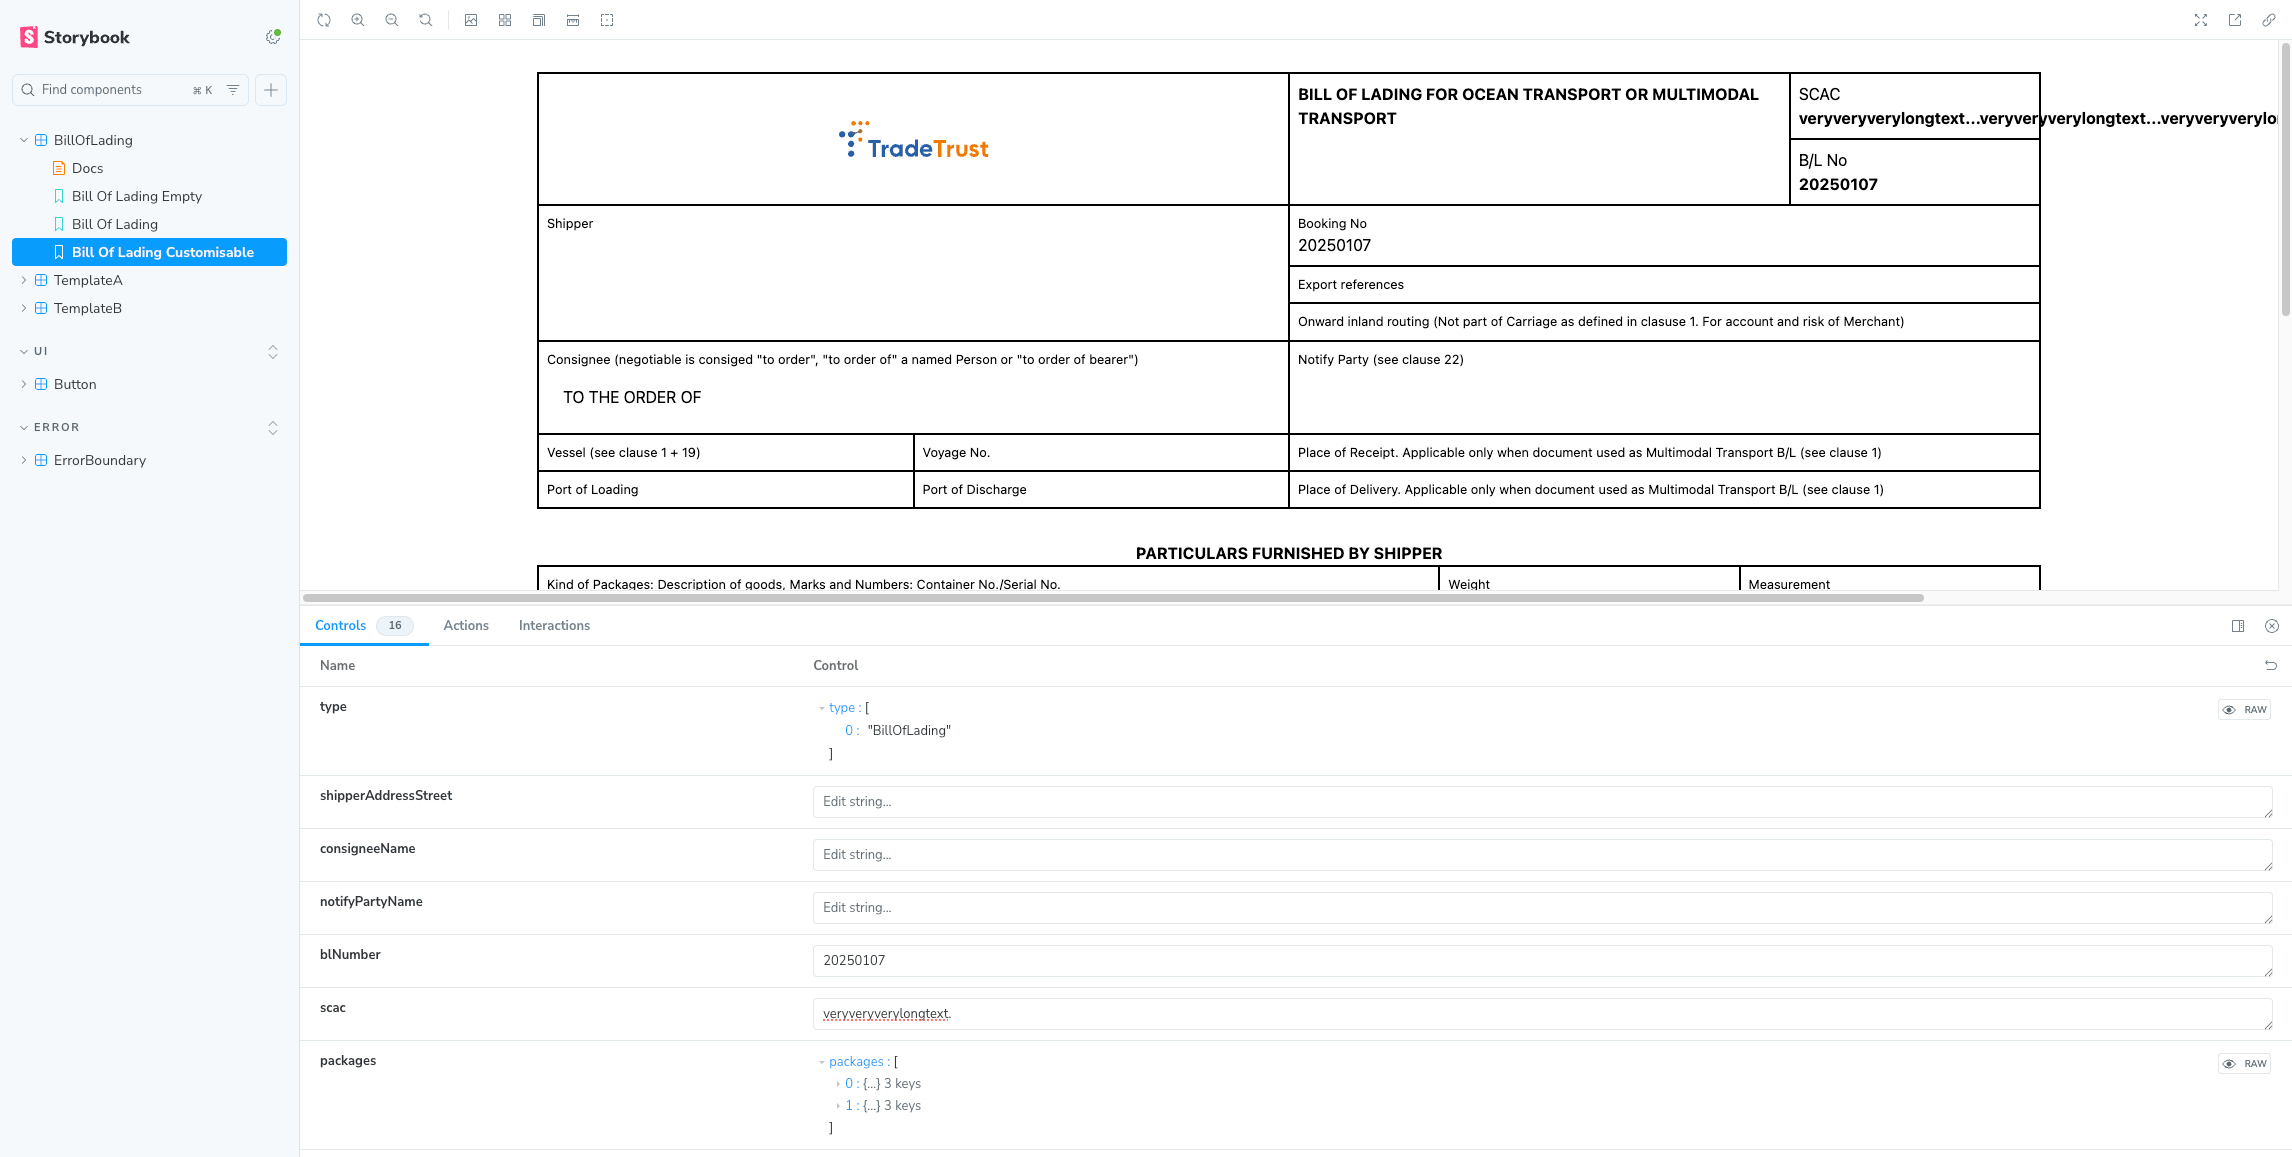 Storybook
Find components
⌘ K
BillOfLading
Docs
Bill Of Lading Empty
Bill Of Lading
Bill Of Lading Customisable
TemplateA
TemplateB
UI
Button
ERROR
ErrorBoundary
TradeTrust
BILL OF LADING FOR OCEAN TRANSPORT OR MULTIMODAL
TRANSPORT
SCAC
veryveryverylongtext...veryveryverylongtext...veryveryverylo
B/L No
20250107
Shipper
Booking No
20250107
Export references
Onward inland routing (Not part of Carriage as defined in clasuse 1. For account and risk of Merchant)
Consignee (negotiable is consiged "to order", "to order of" a named Person or "to order of bearer")
TO THE ORDER OF
Notify Party (see clause 22)
Vessel (see clause 1 + 19)
Voyage No.
Place of Receipt. Applicable only when document used as Multimodal Transport B/L (see clause 1)
Port of Loading
Port of Discharge
Place of Delivery. Applicable only when document used as Multimodal Transport B/L (see clause 1)
PARTICULARS FURNISHED BY SHIPPER
Kind of Packages: Description of goods, Marks and Numbers: Container No./Serial No.
Weight
Measurement
Controls 16
Actions
Interactions
Name
Control
type
type : [
0 : "BillOfLading"
]
RAW
shipperAddressStreet
Edit string...
consigneeName
Edit string...
notifyPartyName
Edit string...
blNumber
20250107
scac
veryveryverylongtext.
packages
packages : [
0 : {...} 3 keys
1 : {...} 3 keys
]
RAW